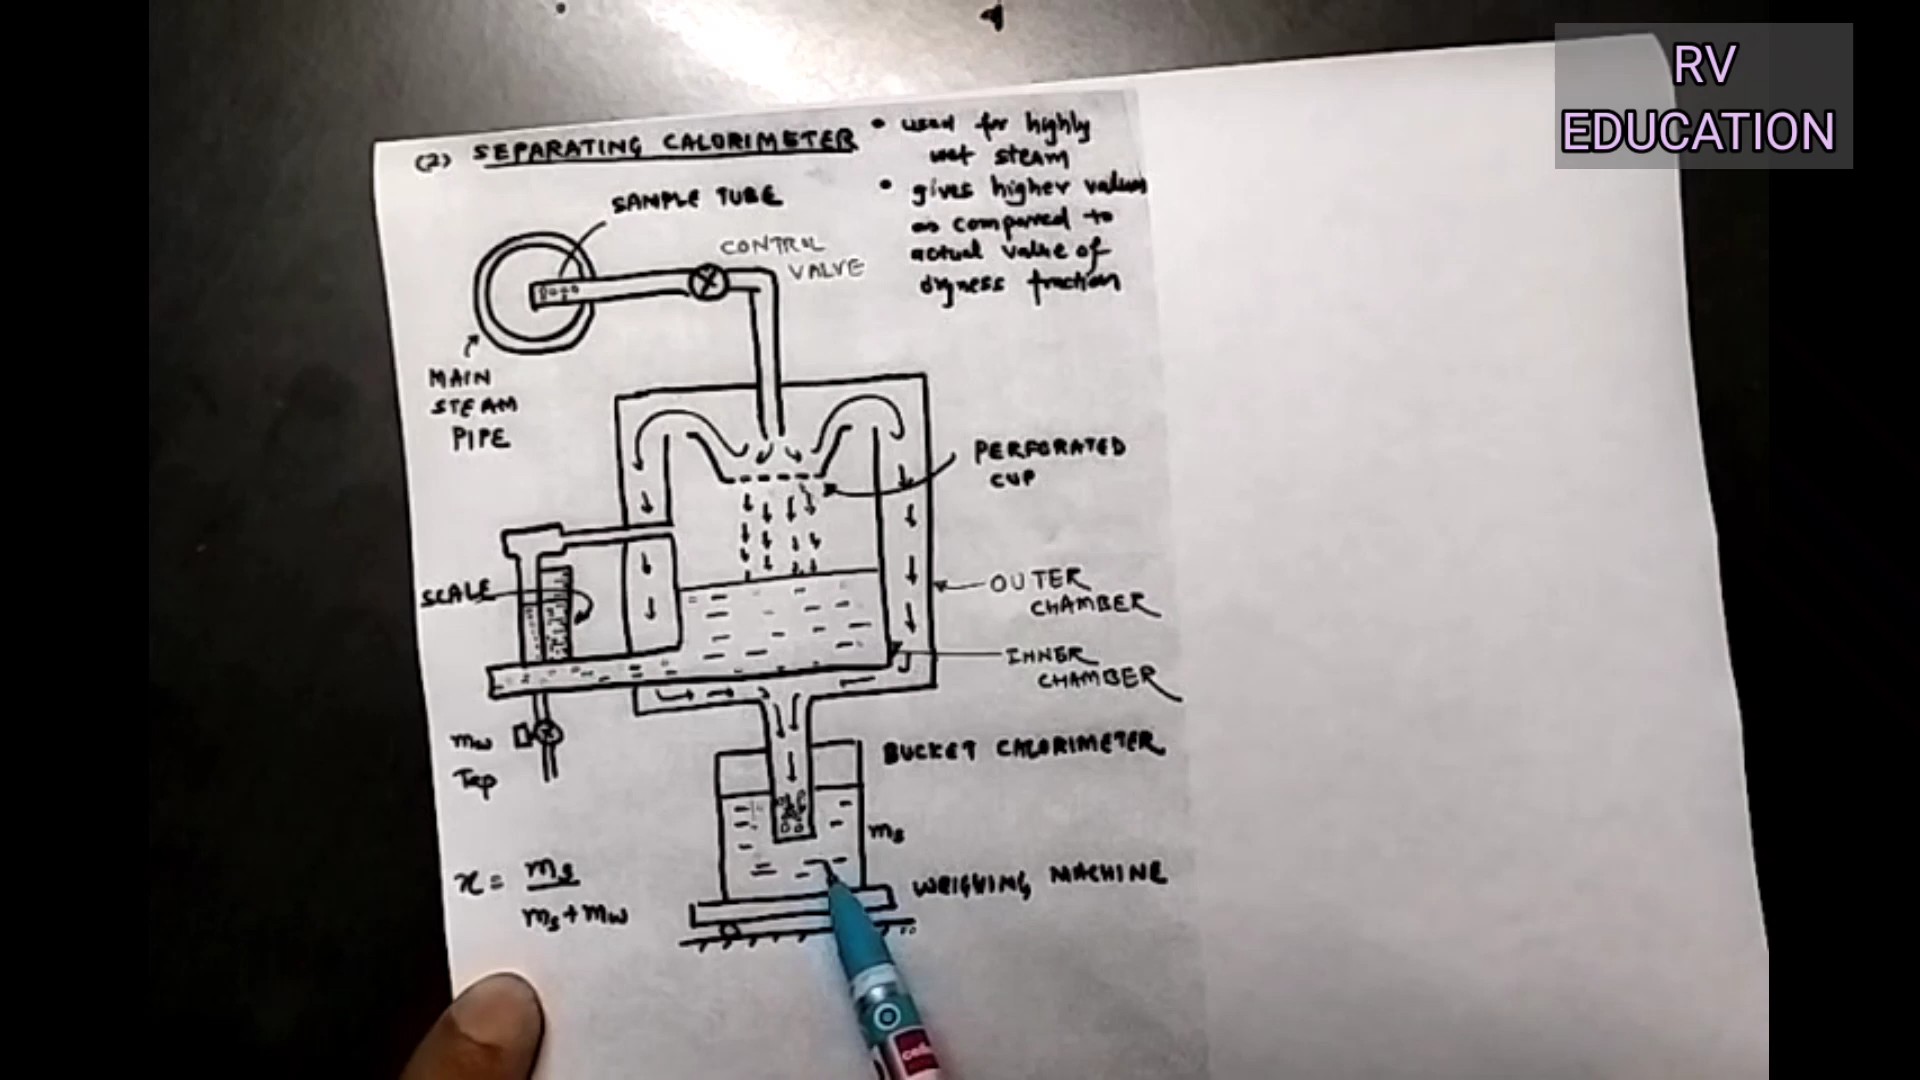 RV
EDUCATION
(2) SEPARATING CALORIMETER
• used for highly
wet steam
• gives higher values
as compared to
actual value of
dryness fraction
SAMPLE TUBE
CONTROL
VALVE
MAIN
STEAM
PIPE
PERFORATED
CUP
SCALE
OUTER
CHAMBER
INNER
CHAMBER
mw
Tap
BUCKET CALORIMETER
ms
WEIGHING MACHINE
x = ms
ms + mw
cello